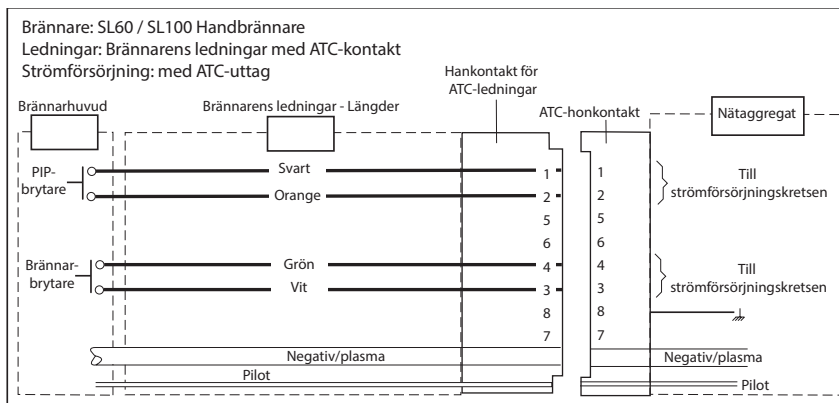 Brännare: SL60 / SL100 Handbrännare
Ledningar: Brännarens ledningar med ATC-kontakt
Strömförsörjning: med ATC-uttag
Hankontakt för
ATC-ledningar
Brännarhuvud
Brännarens ledningar - Längder
ATC-honkontakt
Nätaggregat
PIP-
brytare
Svart
Orange
1
2
5
6
4
3
8
7
1
2
5
6
4
3
8
7
Till
strömförsörjningskretsen
Brännar-
brytare
Grön
Vit
Till
strömförsörjningskretsen
Negativ/plasma
Negativ/plasma
Pilot
Pilot